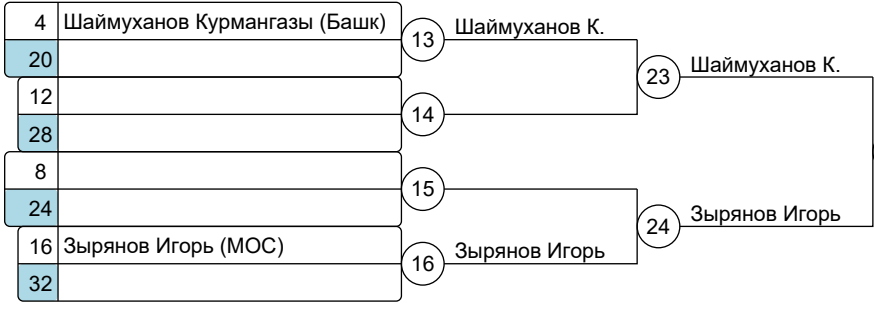 4 Шаймуханов Курмангазы (Башк)
20
13 Шаймуханов К.
12
28
14
23 Шаймуханов К.
8
24
15
16 Зырянов Игорь (МОС)
32
16 Зырянов Игорь
24 Зырянов Игорь